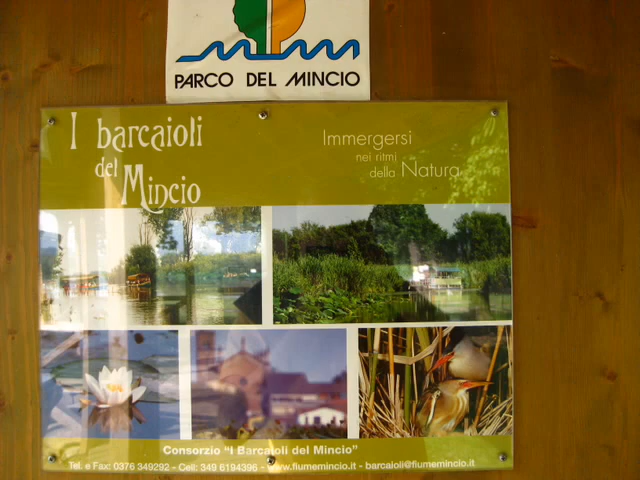 PARCO DEL MINCIO
I barcaioli
del
Mincio
Immergersi
nei ritmi
della Natura
Consorzio "I Barcaioli del Mincio"
Tel. e Fax: 0376 349292 - Cell: 349 6194396 - www.fiumemincio.it - barcaioli@fiumemincio.it